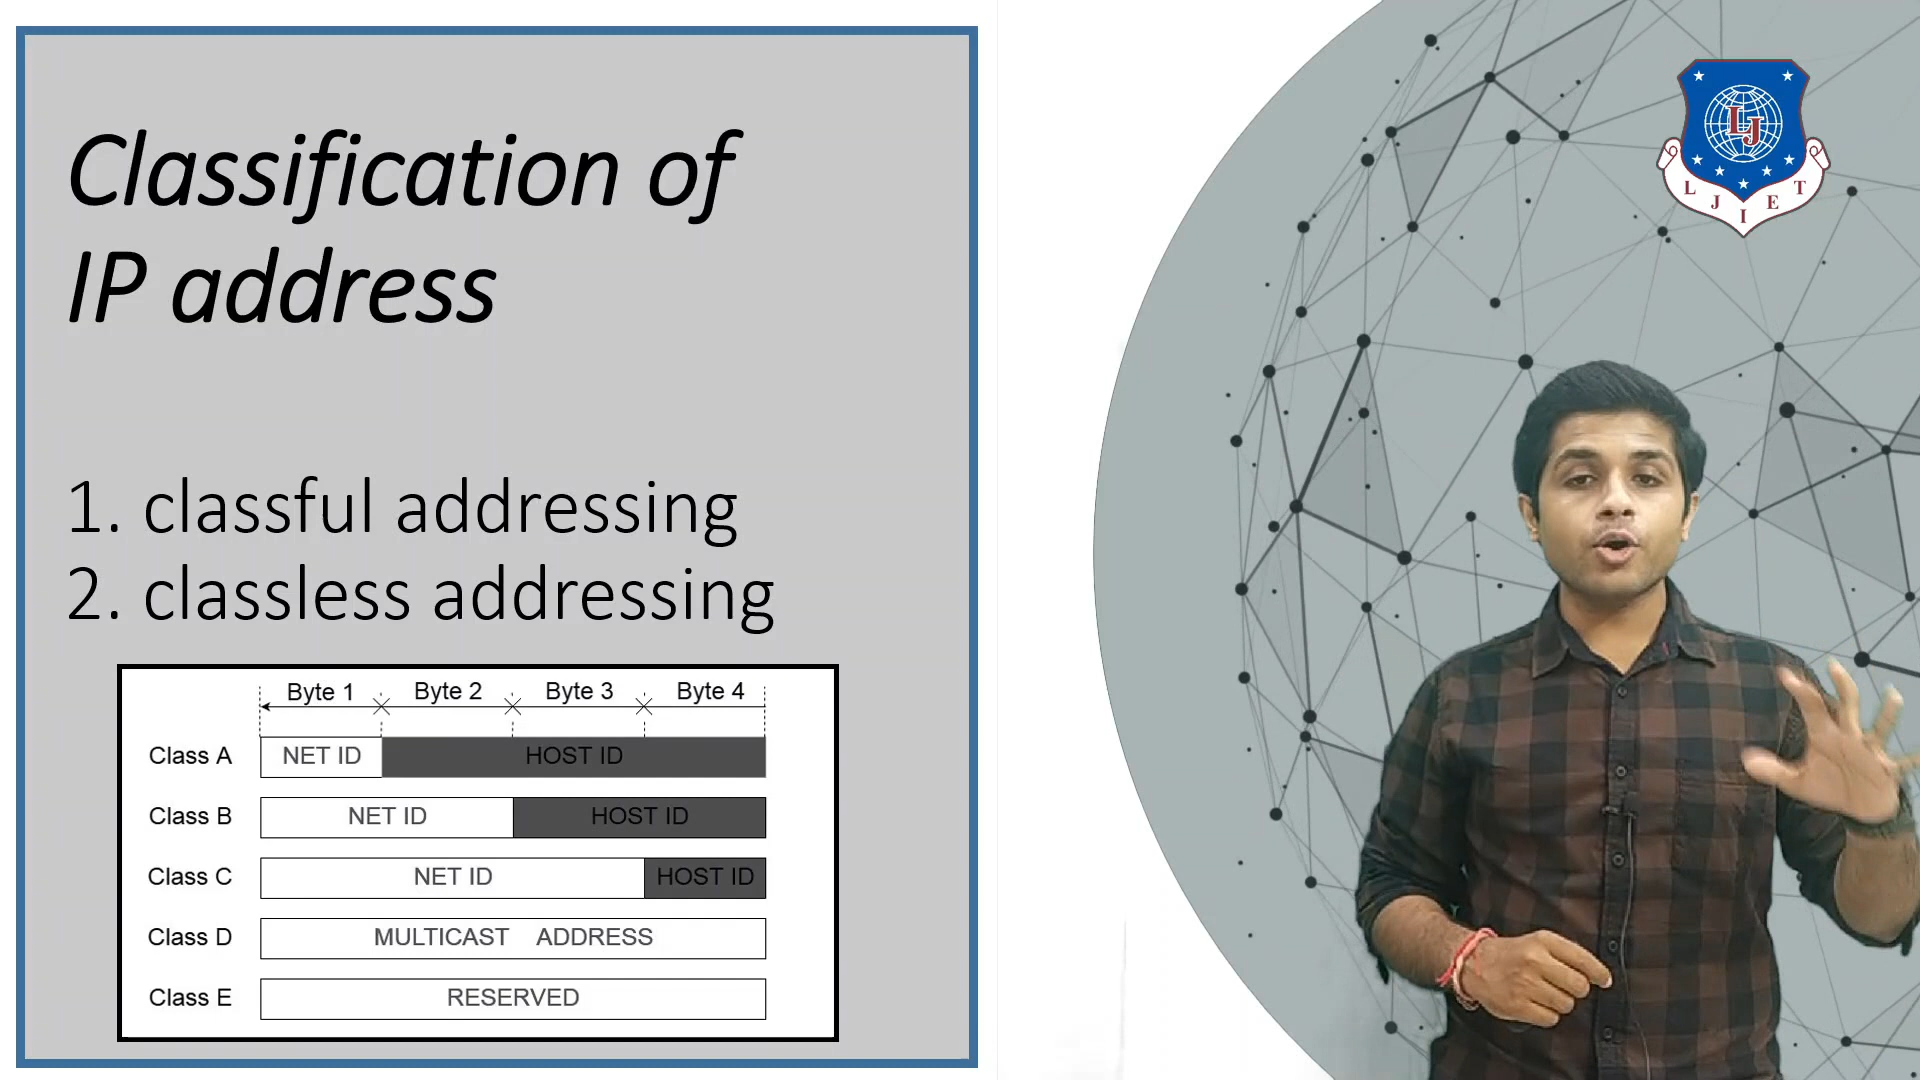 Classification of
IP address
1. classful addressing
2. classless addressing
Byte 1 Byte 2 Byte 3 Byte 4
Class A NET ID HOST ID
Class B NET ID HOST ID
Class C NET ID HOST ID
Class D MULTICAST ADDRESS
Class E RESERVED
LJ
L J I E T